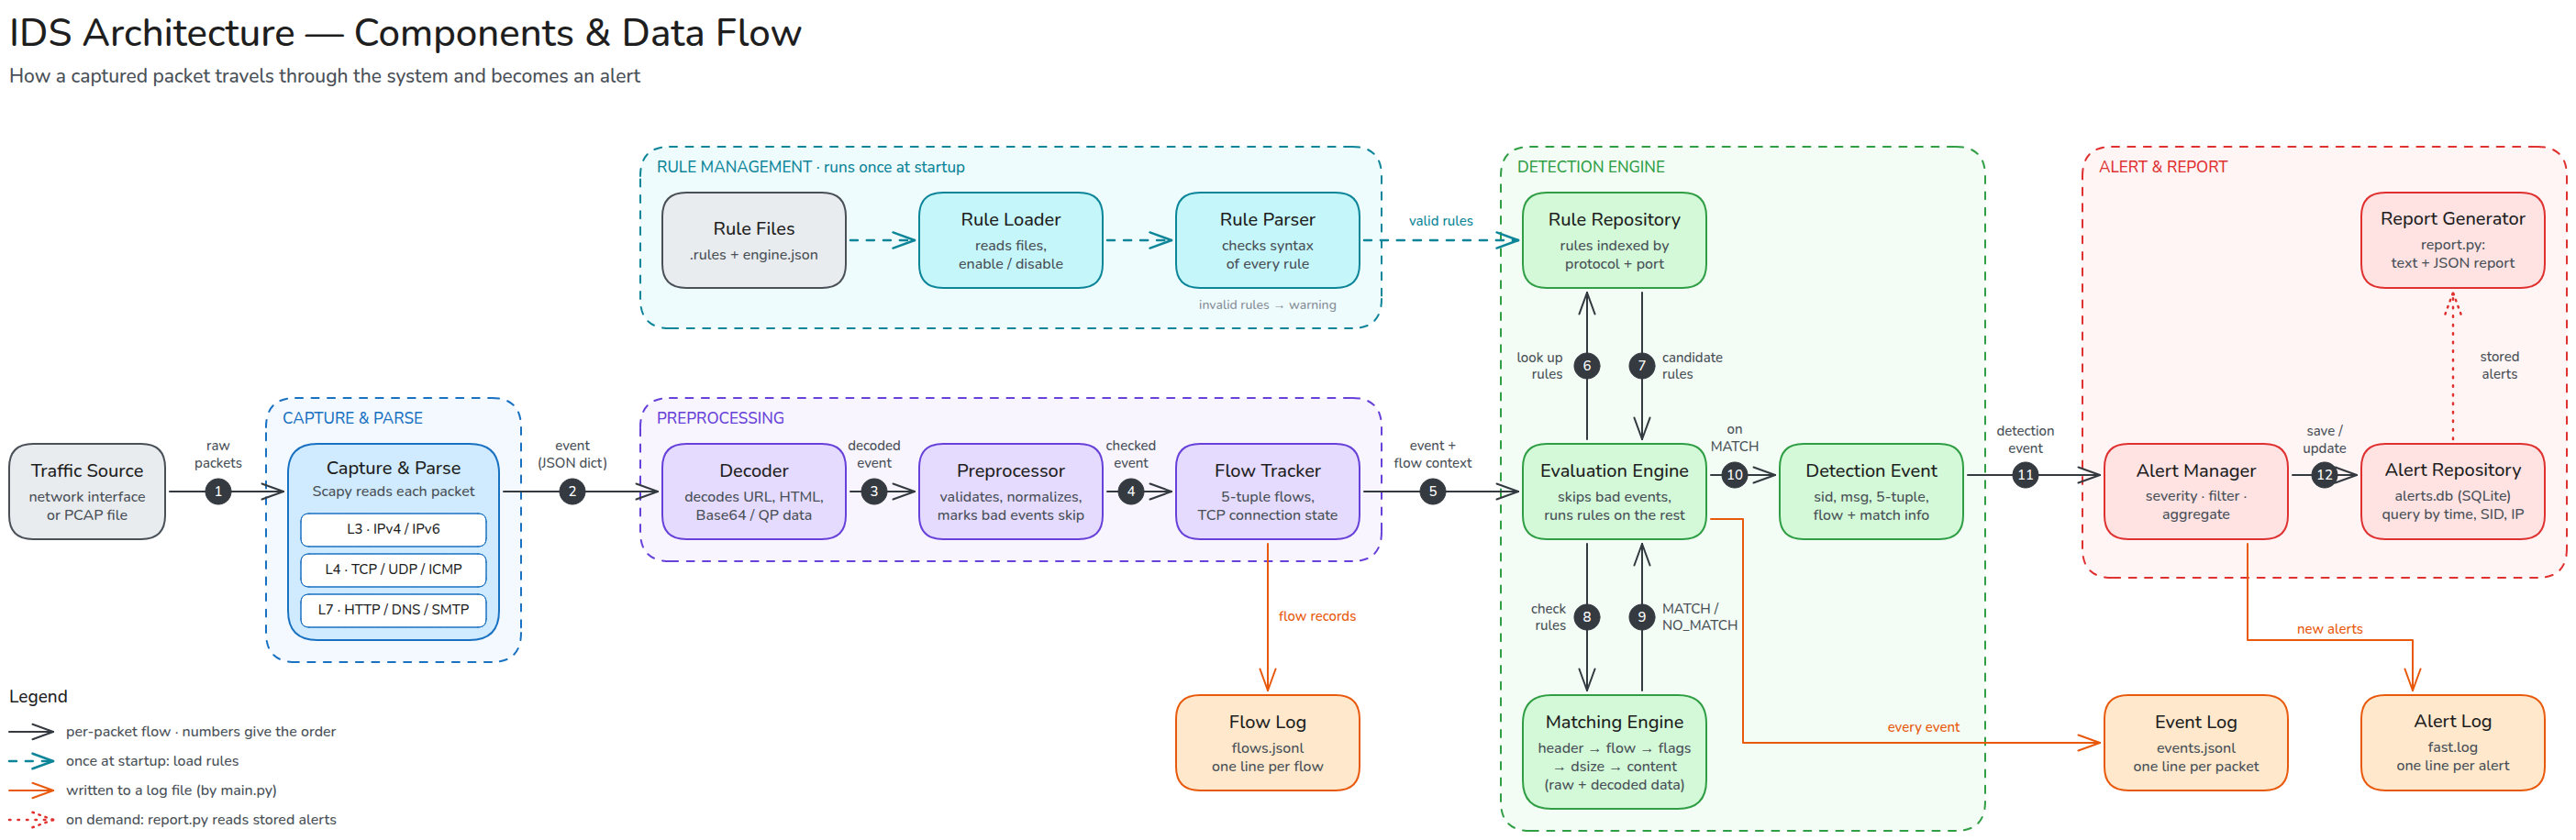 IDS Architecture — Components & Data Flow
How a captured packet travels through the system and becomes an alert
RULE MANAGEMENT · runs once at startup
Rule Files
.rules + engine.json
Rule Loader
reads files,
enable / disable
Rule Parser
checks syntax
of every rule
invalid rules → warning
valid rules
DETECTION ENGINE
Rule Repository
rules indexed by
protocol + port
look up
rules
6
7
candidate
rules
ALERT & REPORT
Report Generator
report.py:
text + JSON report
stored
alerts
Traffic Source
network interface
or PCAP file
raw
packets
1
CAPTURE & PARSE
Capture & Parse
Scapy reads each packet
L3 · IPv4 / IPv6
L4 · TCP / UDP / ICMP
L7 · HTTP / DNS / SMTP
event
(JSON dict)
2
PREPROCESSING
Decoder
decodes URL, HTML,
Base64 / QP data
decoded
event
3
Preprocessor
validates, normalizes,
marks bad events skip
checked
event
4
Flow Tracker
5-tuple flows,
TCP connection state
event +
flow context
5
Evaluation Engine
skips bad events,
runs rules on the rest
on
MATCH
10
Detection Event
sid, msg, 5-tuple,
flow + match info
detection
event
11
Alert Manager
severity · filter ·
aggregate
save /
update
12
Alert Repository
alerts.db (SQLite)
query by time, SID, IP
flow records
check
rules
8
9
MATCH /
NO_MATCH
new alerts
Flow Log
flows.jsonl
one line per flow
Matching Engine
header → flow → flags
→ dsize → content
(raw + decoded data)
every event
Event Log
events.jsonl
one line per packet
Alert Log
fast.log
one line per alert
Legend
per-packet flow · numbers give the order
once at startup: load rules
written to a log file (by main.py)
on demand: report.py reads stored alerts